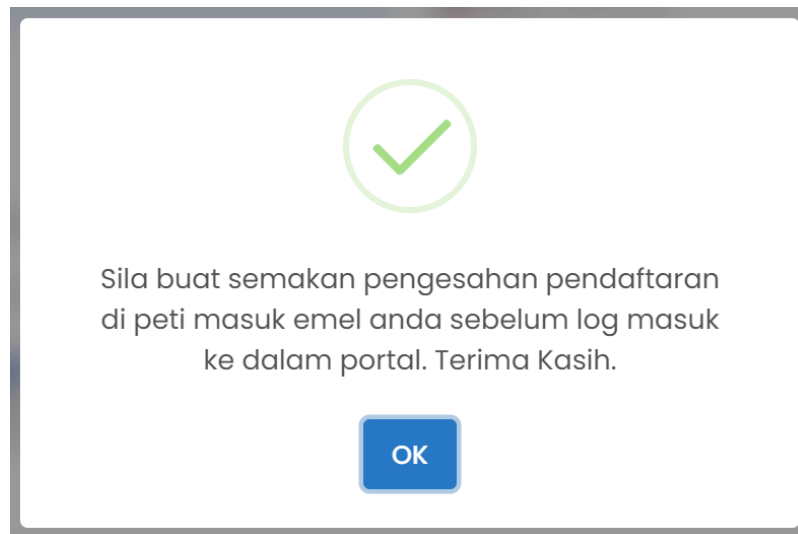 Sila buat semakan pengesahan pendaftaran
di peti masuk emel anda sebelum log masuk
ke dalam portal. Terima Kasih.
OK